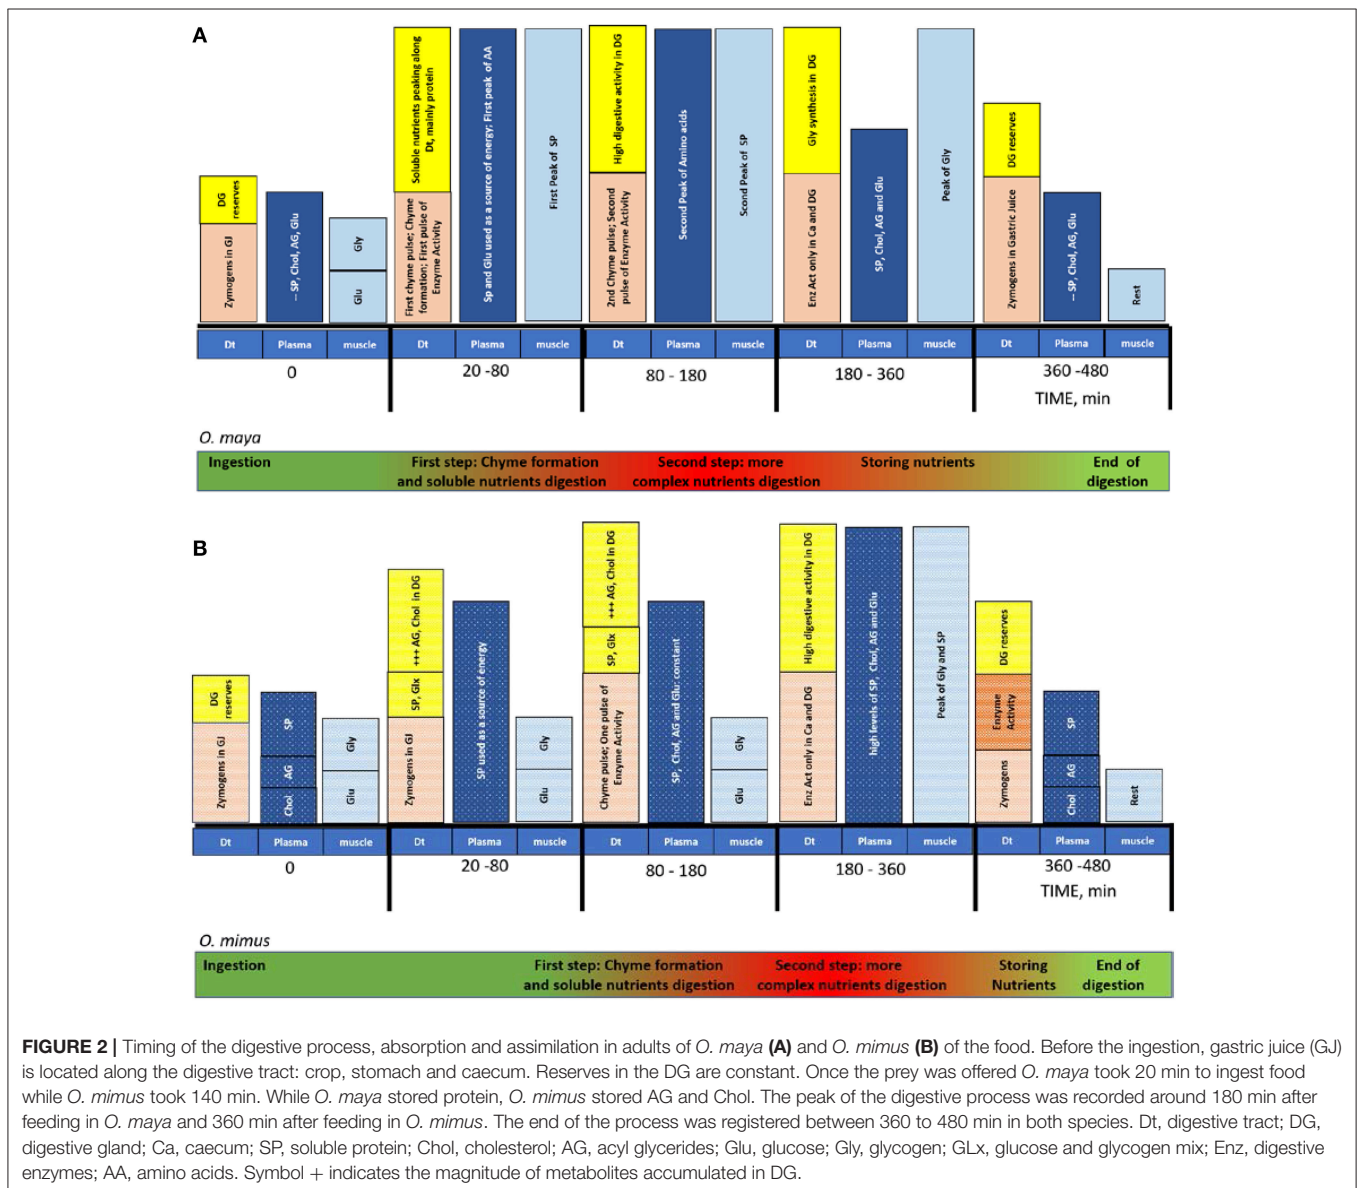 A
DG
reserves
Zymogens in GJ
-- SP, Chol, AG, Glu
Gly
Glu
Soluble nutrients peaking along
Dt, mainly protein
First chyme pulse; Chyme
formation; First pulse of
Enzyme Activity
Sp and Glu used as a source of energy; First peak of AA
First Peak of SP
High digestive activity in DG
2nd Chyme pulse; Second
pulse of Enzyme Activity
Second Peak of Amino acids
Scond Peak of SP
Gly synthesis in DG
Enz Act only in Ca and DG
SP, Chol, AG and Glu
Peak of Gly
DG reserves
Zymogens in Gastric Juice
-- SP, Chol, AG, Glu
Rest
Dt Plasma muscle Dt Plasma muscle Dt Plasma muscle Dt Plasma muscle Dt Plasma muscle
0 20 -80 80 - 180 180 - 360 360 -480
TIME, min
O. maya
Ingestion First step: Chyme formation Second step: more Storing nutrients End of
and soluble nutrients digestion complex nutrients digestion digestion
B
DG
reserves
Zymogens in GJ
SP
AG
Chol
Gly
Glu
+++ AG, Chol in DG
SP, Glx
Zymogens in GJ
SP used as a source of energy
Gly
Glu
+++ AG, Chol in DG
SP, Glx
Chyme pulse; One pulse of
Enzyme Activity
SP, Chol, AG and Glu: constant
Gly
Glu
High digestive activity in DG
Enz Act only in Ca and DG
high levels of SP, Chol, AG and Glu
Peak of Gly and SP
DG reserves
Enzyme
Activity
Zymogens
SP
AG
Chol
Rest
Dt Plasma muscle Dt Plasma muscle Dt Plasma muscle Dt Plasma muscle Dt Plasma muscle
0 20 -80 80 - 180 180 - 360 360 -480
TIME, min
O. mimus
Ingestion First step: Chyme formation Second step: more Storing End of
and soluble nutrients digestion complex nutrients digestion Nutrients digestion
FIGURE 2 | Timing of the digestive process, absorption and assimilation in adults of O. maya (A) and O. mimus (B) of the food. Before the ingestion, gastric juice (GJ)
is located along the digestive tract: crop, stomach and caecum. Reserves in the DG are constant. Once the prey was offered O. maya took 20 min to ingest food
while O. mimus took 140 min. While O. maya stored protein, O. mimus stored AG and Chol. The peak of the digestive process was recorded around 180 min after
feeding in O. maya and 360 min after feeding in O. mimus. The end of the process was registered between 360 to 480 min in both species. Dt, digestive tract; DG,
digestive gland; Ca, caecum; SP, soluble protein; Chol, cholesterol; AG, acyl glycerides; Glu, glucose; Gly, glycogen; GLx, glucose and glycogen mix; Enz, digestive
enzymes; AA, amino acids. Symbol + indicates the magnitude of metabolites accumulated in DG.